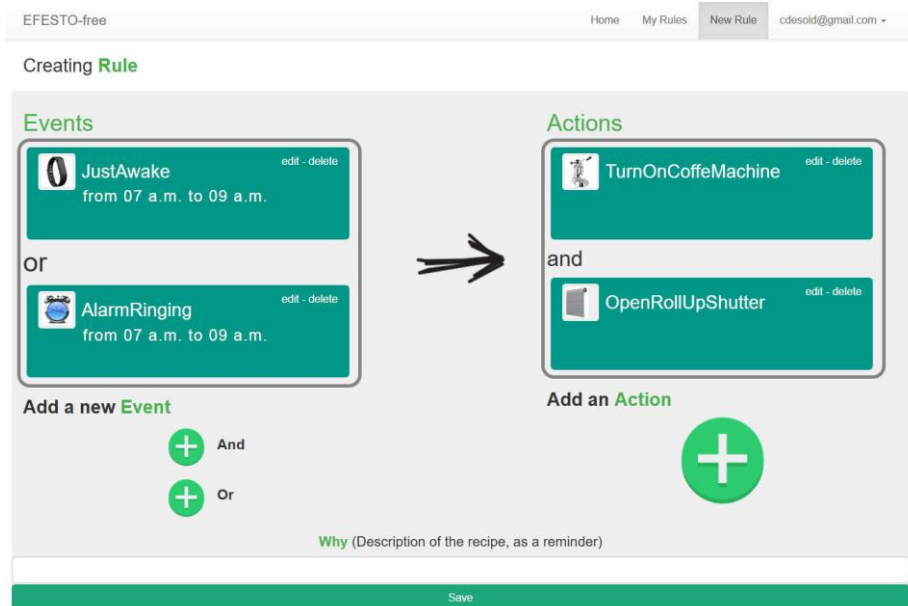 EFESTO-free
Home My Rules New Rule cdesold@gmail.com
Creating Rule
Events
JustAwake
edit - delete
from 07 a.m. to 09 a.m.
or
AlarmRinging
edit - delete
from 07 a.m. to 09 a.m.
Add a new Event
And
Or
Actions
TurnOnCoffeMachine
edit - delete
and
OpenRollUpShutter
edit - delete
Add an Action
Why (Description of the recipe, as a reminder)
Save